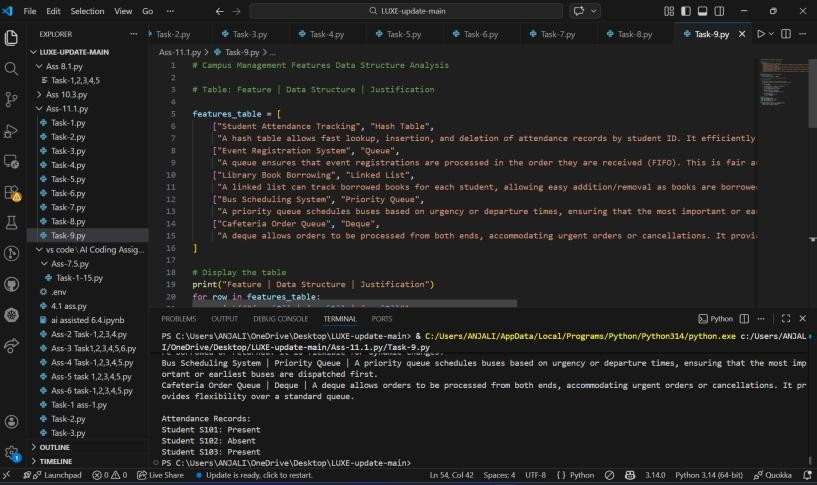 File Edit Selection View Go ... LUXE-update-main
EXPLORER ...
LUXE-UPDATE-MAIN
Ass 8.1.py
Task-1,2,3,4,5
Ass 10.3.py
Ass-11.1.py
Task-1.py
Task-2.py
Task-3.py
Task-4.py
Task-5.py
Task-6.py
Task-7.py
Task-8.py
Task-9.py
vs code \ AI Coding Assig...
Ass-7.5.py
Task-1-15.py
.env
4.1 ass.py
ai assisted 6.4.ipynb
Ass-2 Task-1,2,3,4.py
Ass-3 Task1,2,3,4,5,6.py
Ass-4 Task-1,2,3,4,5.py
Ass-5 task 1,2,3,4,5.py
Ass-6 task-1,2,3,4,5.py
Task-1 ass-1.py
Task-2.py
Task-3.py
OUTLINE
TIMELINE
Task-2.py Task-3.py Task-4.py Task-5.py Task-6.py Task-7.py Task-8.py Task-9.py
Ass-11.1.py > Task-9.py > ...
1 # Campus Management Features Data Structure Analysis
2
3 # Table: Feature | Data Structure | Justification
4
5 features_table = [
6 ["Student Attendance Tracking", "Hash Table",
7 "A hash table allows fast lookup, insertion, and deletion of attendance records by student ID. It efficiently
8 ["Event Registration System", "Queue",
9 "A queue ensures that event registrations are processed in the order they are received (FIFO). This is fair a
10 ["Library Book Borrowing", "Linked List",
11 "A linked list can track borrowed books for each student, allowing easy addition/removal as books are borrowe
12 ["Bus Scheduling System", "Priority Queue",
13 "A priority queue schedules buses based on urgency or departure times, ensuring that the most important or ea
14 ["Cafeteria Order Queue", "Deque",
15 "A deque allows orders to be processed from both ends, accommodating urgent orders or cancellations. It provi
16 ]
17
18 # Display the table
19 print("Feature | Data Structure | Justification")
20 for row in features_table:
PROBLEMS OUTPUT DEBUG CONSOLE TERMINAL PORTS Python
PS C:\Users\ANJALI\OneDrive\Desktop\LUXE-update-main> & C:/Users/ANJALI/AppData/Local/Programs/Python/Python314/python.exe c:/Users/ANJAL
I/OneDrive/Desktop/LUXE-update-main/Ass-11.1.py/Task-9.py
Bus Scheduling System | Priority Queue | A priority queue schedules buses based on urgency or departure times, ensuring that the most imp
ortant or earliest buses are dispatched first.
Cafeteria Order Queue | Deque | A deque allows orders to be processed from both ends, accommodating urgent orders or cancellations. It pr
ovides flexibility over a standard queue.
Attendance Records:
Student S101: Present
Student S102: Absent
Student S103: Present
PS C:\Users\ANJALI\OneDrive\Desktop\LUXE-update-main>
Launchpad 0 0 Live Share Update is ready, click to restart. Ln 54, Col 42 Spaces: 4 UTF-8 {} Python 3.14.0 Python 3.14 (64-bit) Quokka